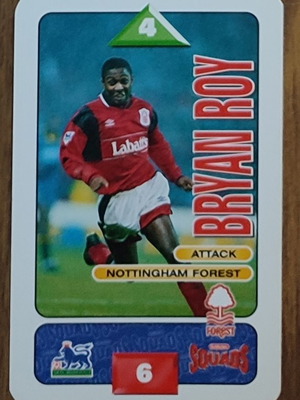 4
BRYAN ROY
Labatt's
ATTACK
NOTTINGHAM FOREST
FOREST
SQUADS
6